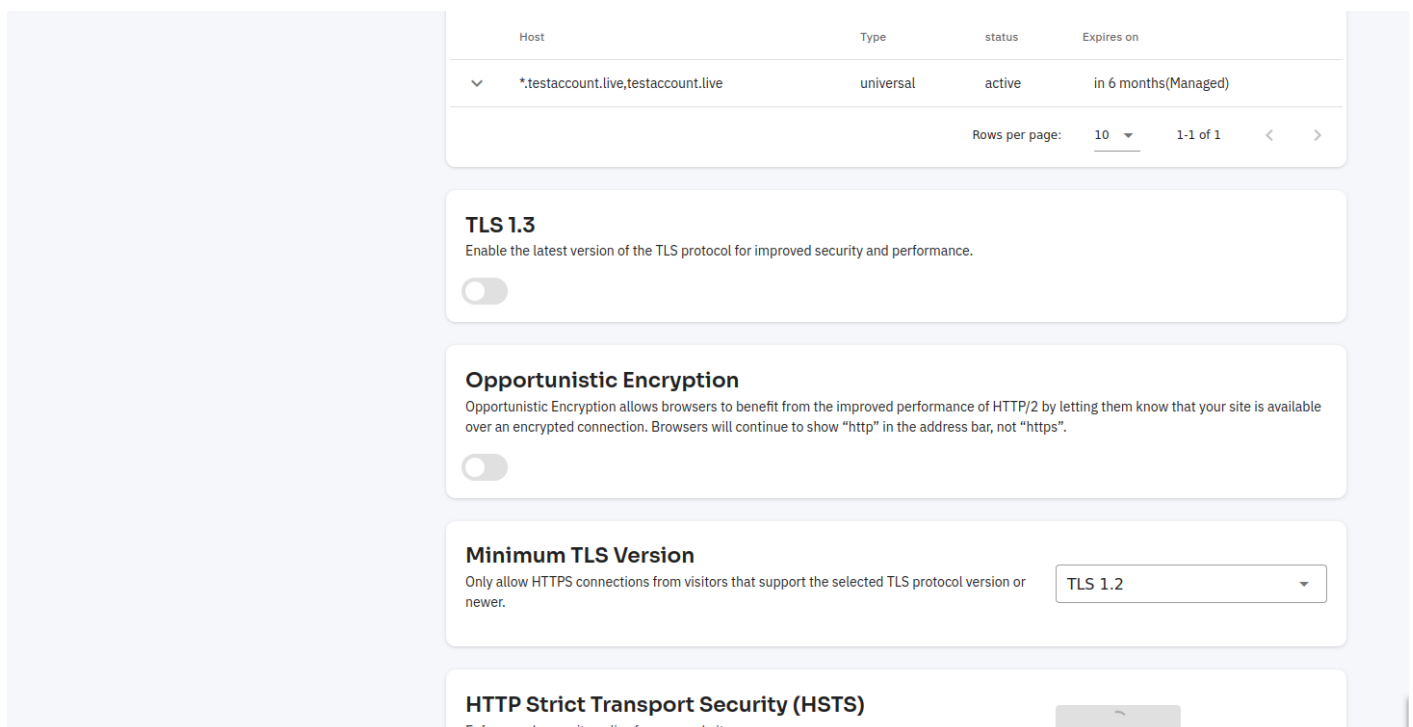 Host Type status Expires on
*.testaccount.live,testaccount.live universal active in 6 months(Managed)
Rows per page: 10 1-1 of 1
TLS 1.3
Enable the latest version of the TLS protocol for improved security and performance.
Opportunistic Encryption
Opportunistic Encryption allows browsers to benefit from the improved performance of HTTP/2 by letting them know that your site is available
over an encrypted connection. Browsers will continue to show “http” in the address bar, not “https”.
Minimum TLS Version
Only allow HTTPS connections from visitors that support the selected TLS protocol version or
newer.
TLS 1.2
HTTP Strict Transport Security (HSTS)